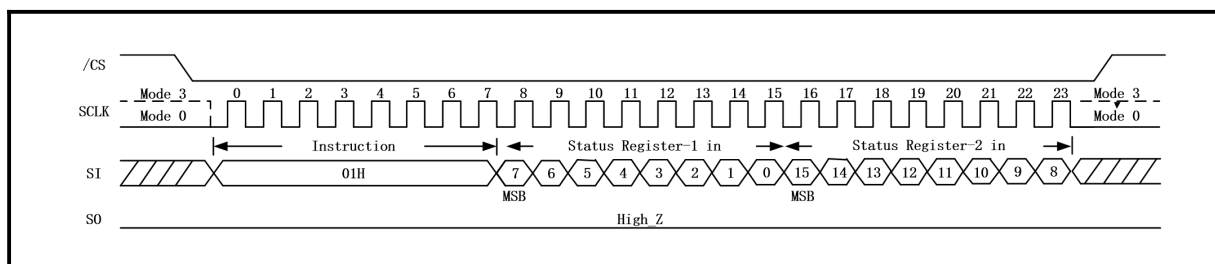 /CS
Mode 3 0 1 2 3 4 5 6 7 8 9 10 11 12 13 14 15 16 17 18 19 20 21 22 23 Mode 3
SCLK
Mode 0 Mode 0
Instruction Status Register-1 in Status Register-2 in
SI 01H 7 6 5 4 3 2 1 0 15 14 13 12 11 10 9 8
MSB MSB
SO High_Z